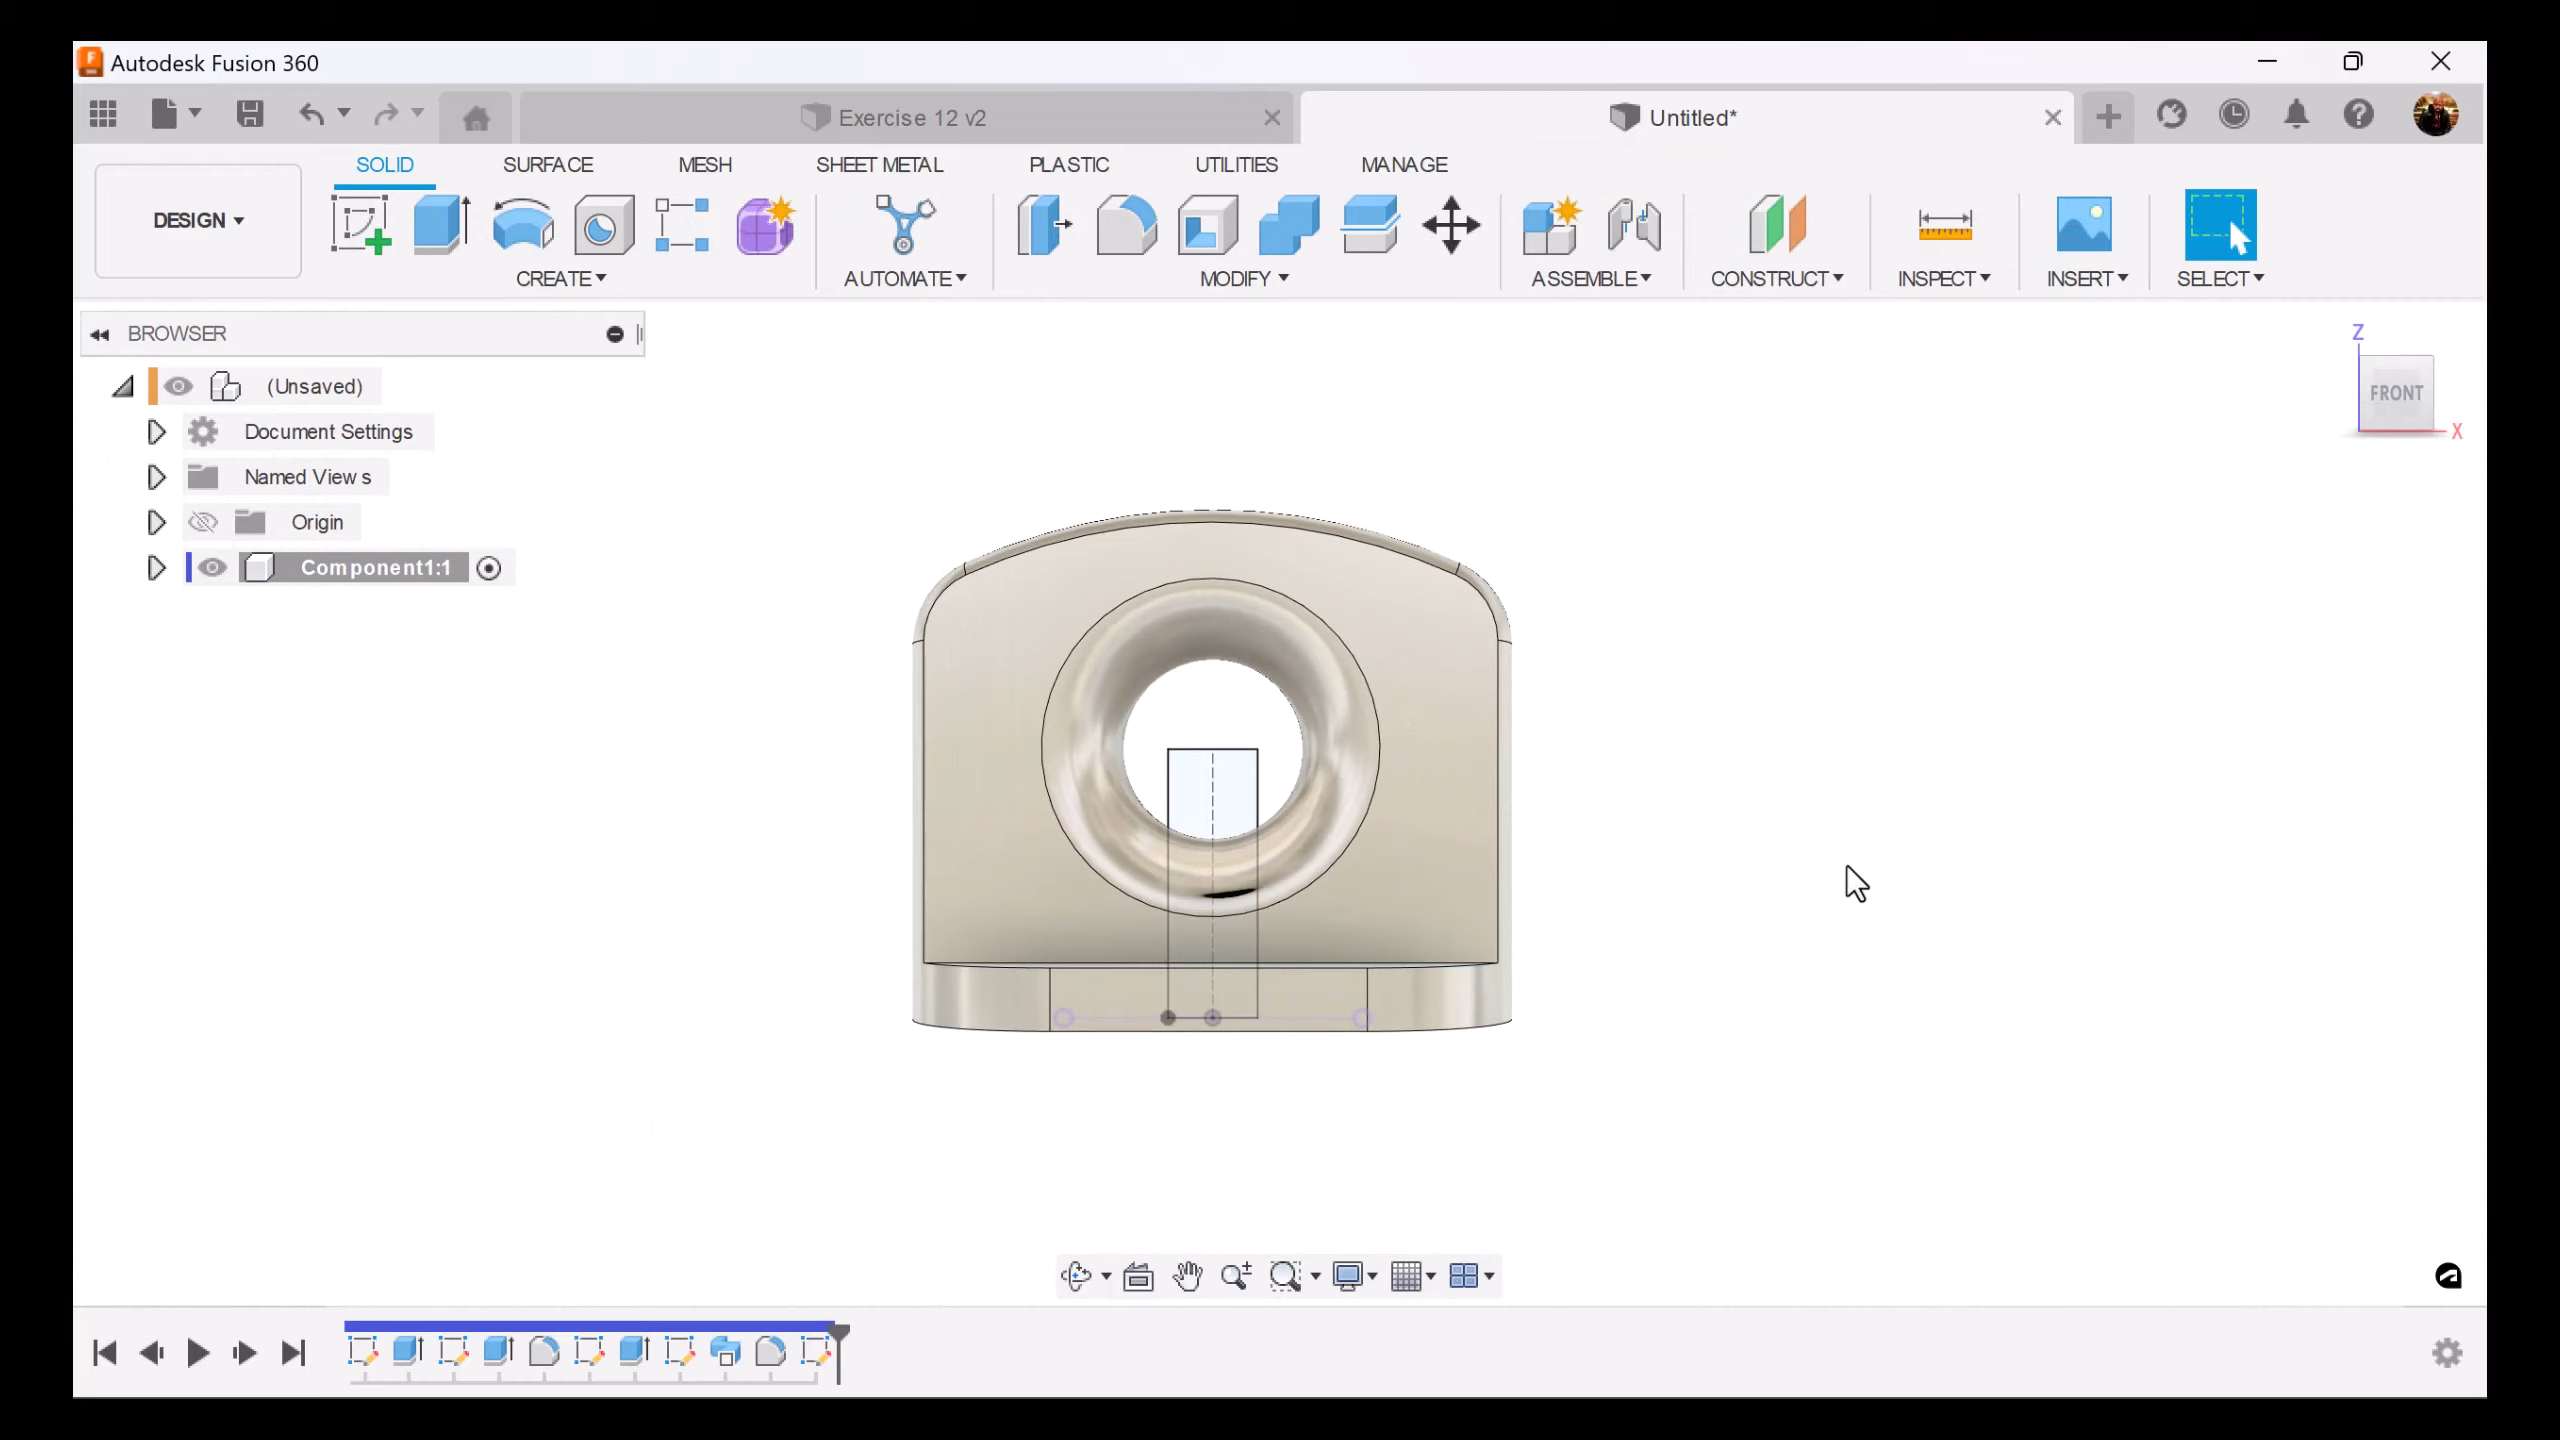 Autodesk Fusion 360
Exercise 12 v2
Untitled*
DESIGN
SOLID SURFACE MESH SHEET METAL PLASTIC UTILITIES MANAGE
CREATE AUTOMATE MODIFY ASSEMBLE CONSTRUCT INSPECT INSERT SELECT
BROWSER
(Unsaved)
Document Settings
Named Views
Origin
Component1:1
Z
FRONT
X